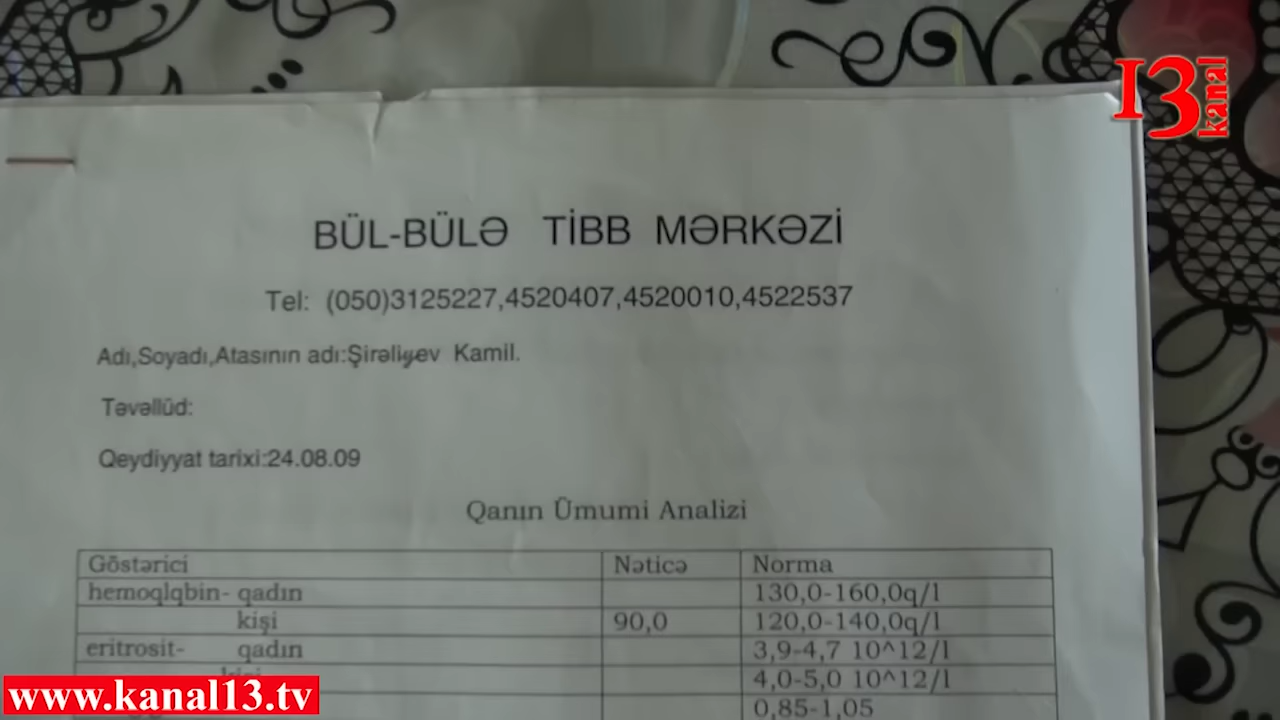 13 kanal
BÜL-BÜLƏ TİBB MƏRKƏZİ
Tel: (050)3125227,4520407,4520010,4522537
Adı,Soyadı,Atasının adı:Şirəliyev Kamil.
Təvəllüd:
Qeydiyyat tarixi:24.08.09
Qanın Ümumi Analizi
Göstərici Nəticə Norma
hemoqlqbin- qadın 130,0-160,0q/l
kişi 90,0 120,0-140,0q/l
eritrosit- qadın 3,9-4,7 10^12/l
kişi 4,0-5,0 10^12/l
0,85-1,05
www.kanal13.tv